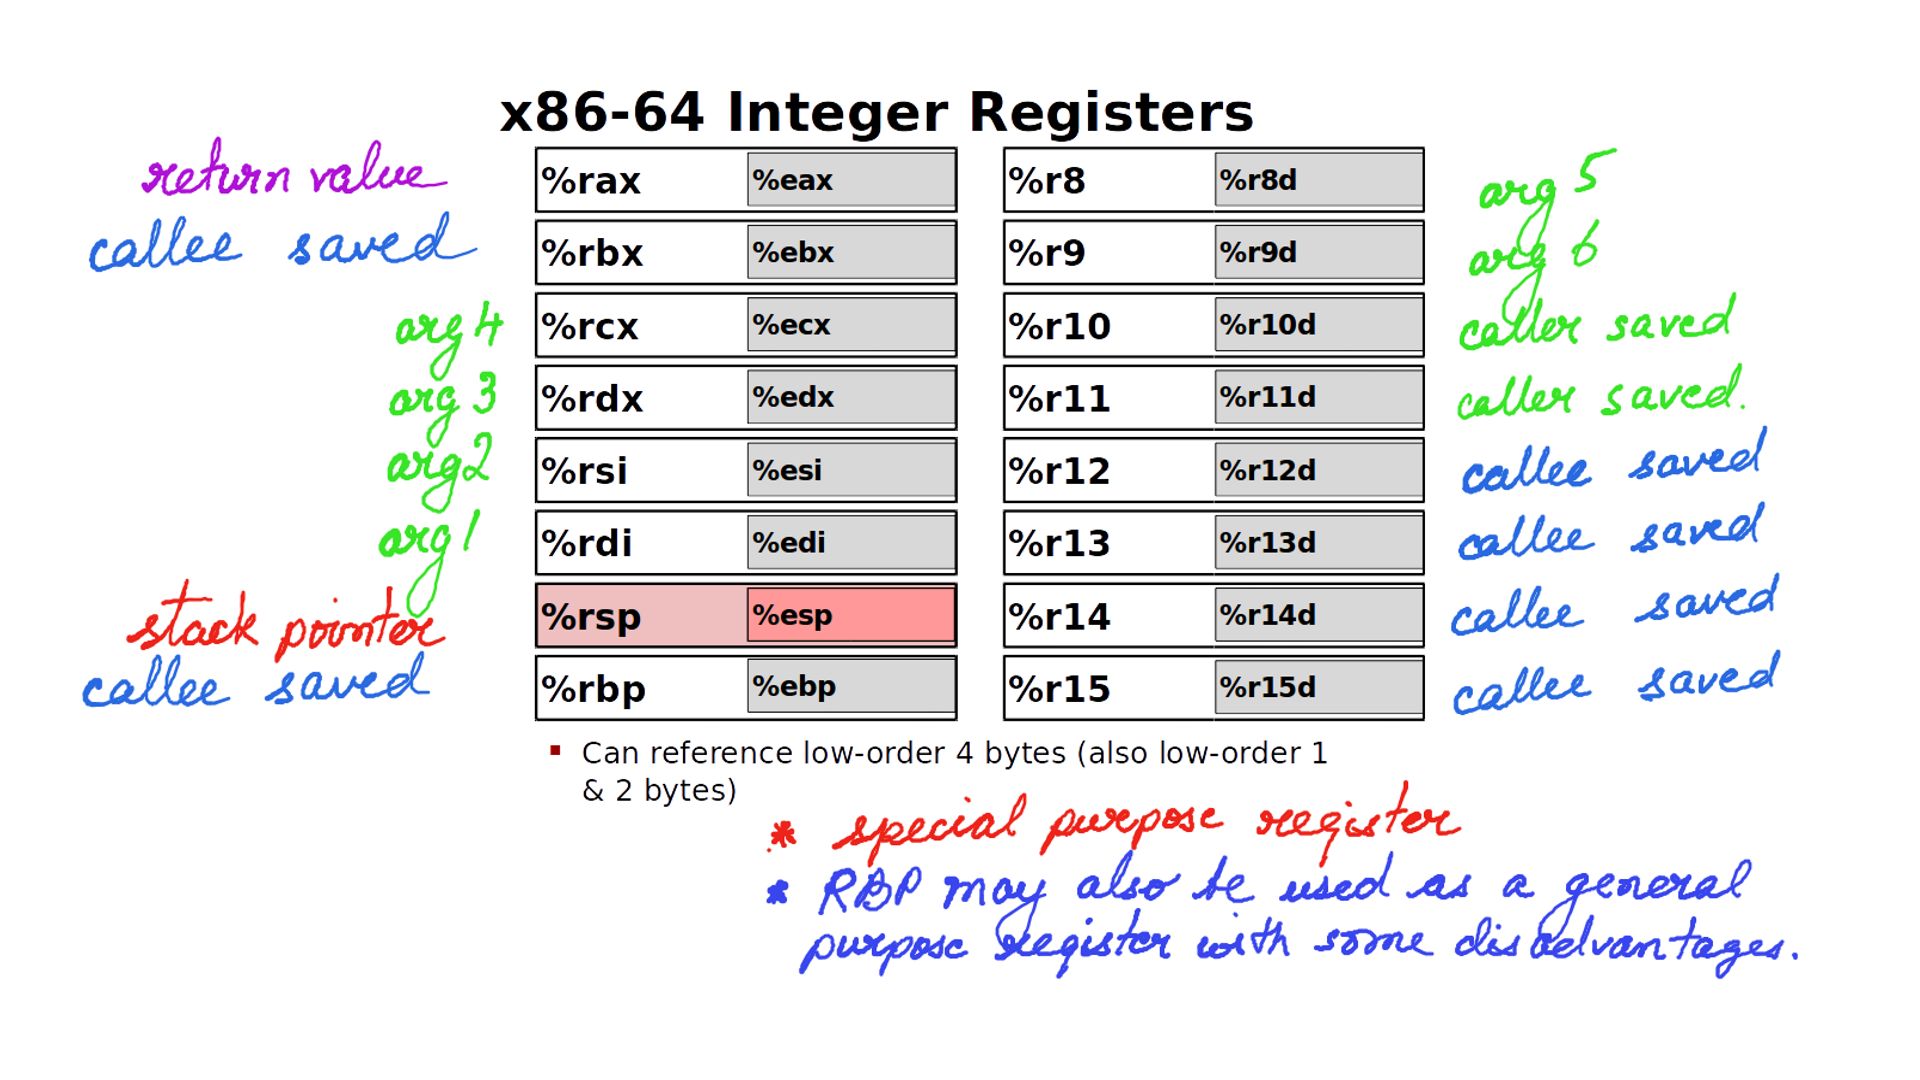 x86-64 Integer Registers
return value %rax %eax %r8 %r8d arg 5
callee saved %rbx %ebx %r9 %r9d arg 6
arg 4 %rcx %ecx %r10 %r10d caller saved
arg 3 %rdx %edx %r11 %r11d caller saved.
arg 2 %rsi %esi %r12 %r12d callee saved
arg 1 %rdi %edi %r13 %r13d callee saved
stack pointer %rsp %esp %r14 %r14d callee saved
callee saved %rbp %ebp %r15 %r15d callee saved
▪ Can reference low-order 4 bytes (also low-order 1
& 2 bytes)
* special purpose register
* RBP may also be used as a general
purpose register with some disadvantages.